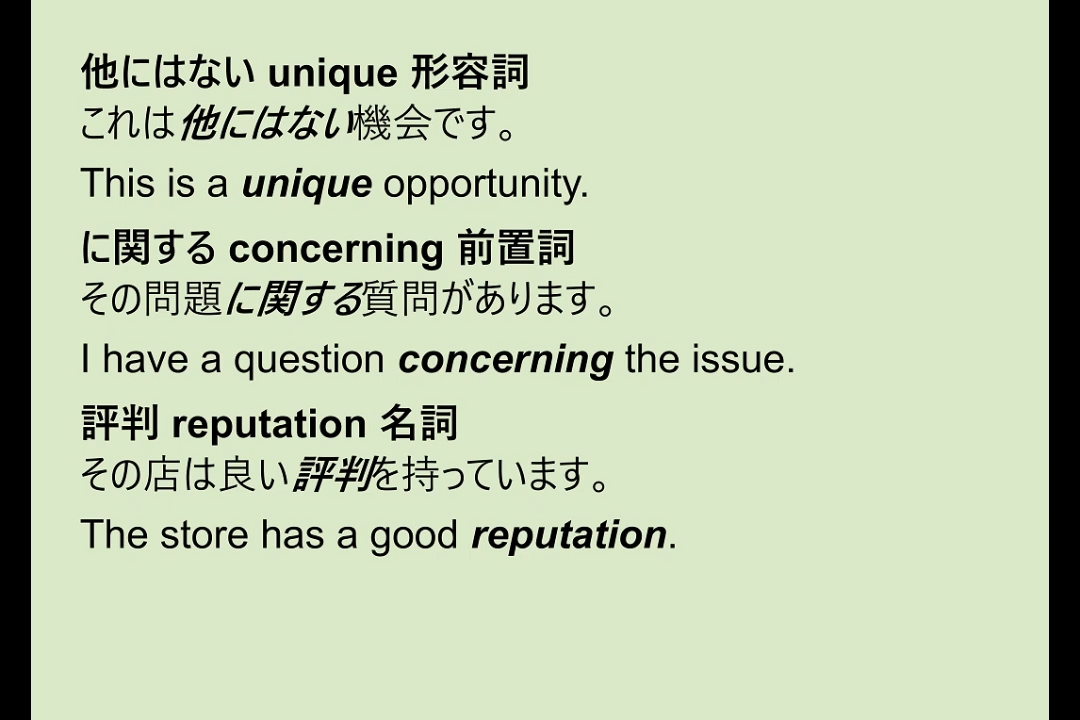 他にはない unique 形容詞
これは他にはない機会です。
This is a unique opportunity.
に関する concerning 前置詞
その問題に関する質問があります。
I have a question concerning the issue.
評判 reputation 名詞
その店は良い評判を持っています。
The store has a good reputation.